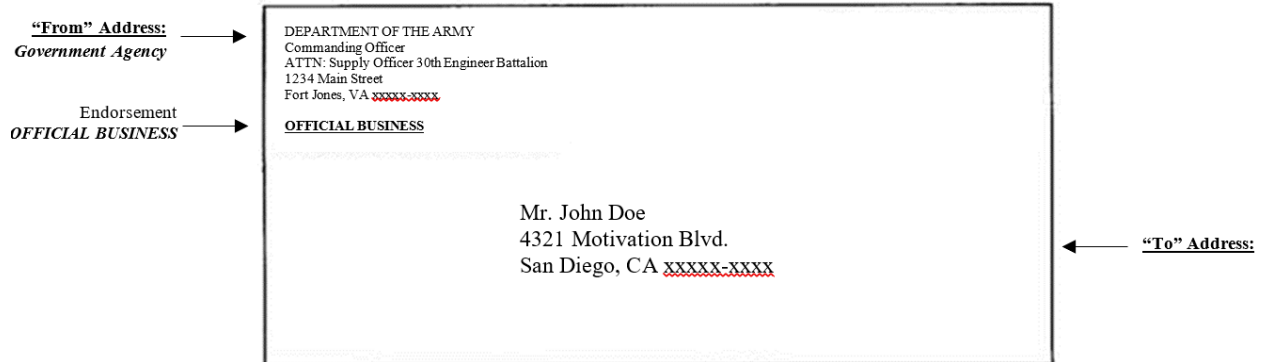 “From” Address:
Government Agency
Endorsement
OFFICIAL BUSINESS
DEPARTMENT OF THE ARMY
Commanding Officer
ATTN: Supply Officer 30th Engineer Battalion
1234 Main Street
Fort Jones, VA xxxxx-xxxx
OFFICIAL BUSINESS
Mr. John Doe
4321 Motivation Blvd.
San Diego, CA xxxxx-xxxx
“To” Address: